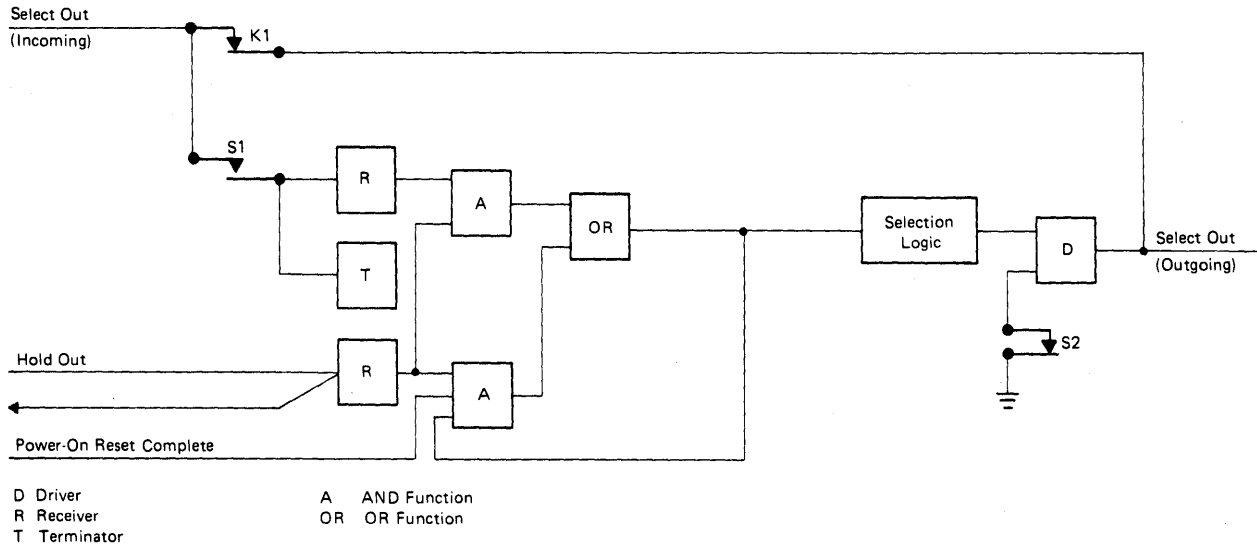 Select Out
(Incoming)
K1
S1
R
A
OR
Selection
Logic
D
Select Out
(Outgoing)
T
S2
Hold Out
R
A
Power-On Reset Complete
D Driver
R Receiver
T Terminator
A AND Function
OR OR Function